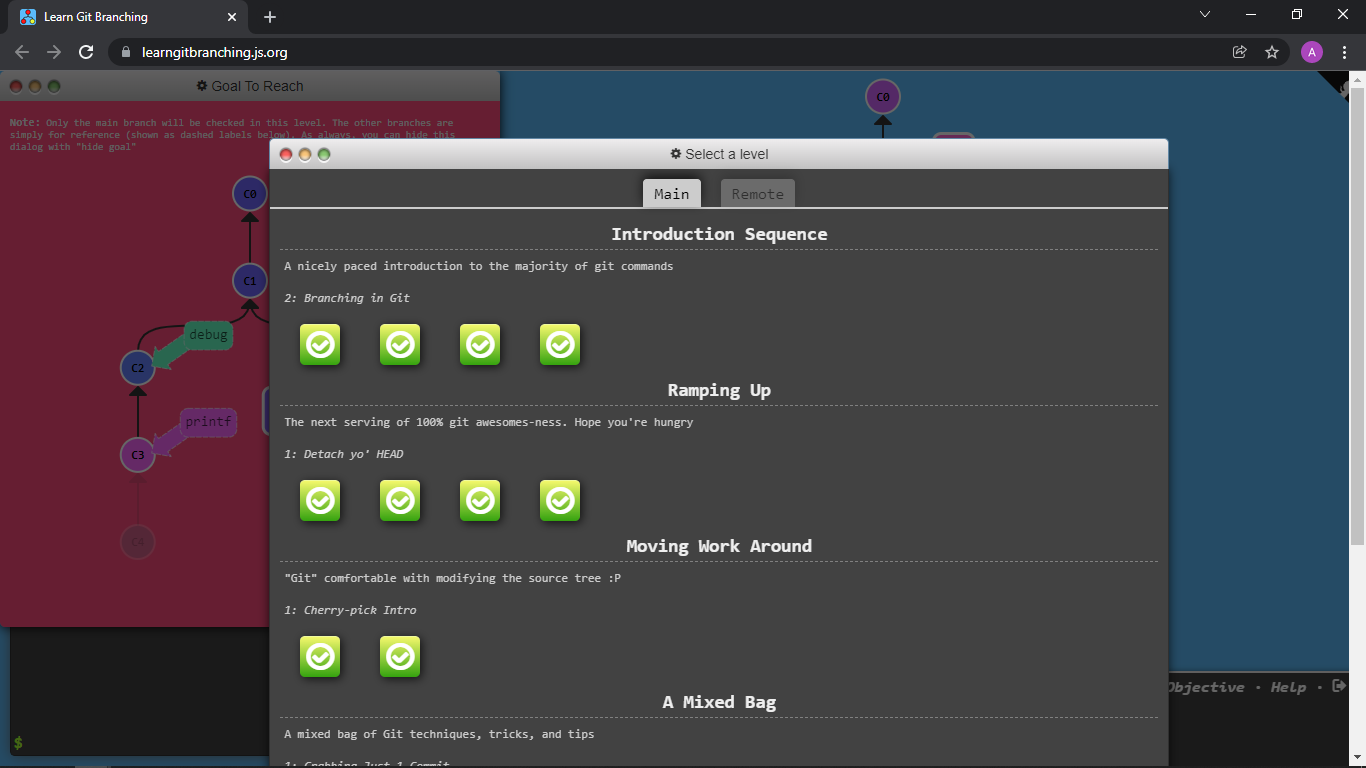 Learn Git Branching
learngitbranching.js.org
A
Goal To Reach
Note: Only the main branch will be checked in this level. The other branches are
simply for reference (shown as dashed labels below). As always, you can hide this
dialog with "hide goal"
C0
C1
debug
C2
printf
C3
C4
C0
Select a level
Main
Remote
Introduction Sequence
A nicely paced introduction to the majority of git commands
2: Branching in Git
Ramping Up
The next serving of 100% git awesomes-ness. Hope you're hungry
1: Detach yo' HEAD
Moving Work Around
"Git" comfortable with modifying the source tree :P
1: Cherry-pick Intro
A Mixed Bag
A mixed bag of Git techniques, tricks, and tips
1: Grabbing Just 1 Commit
Objective · Help ·
$